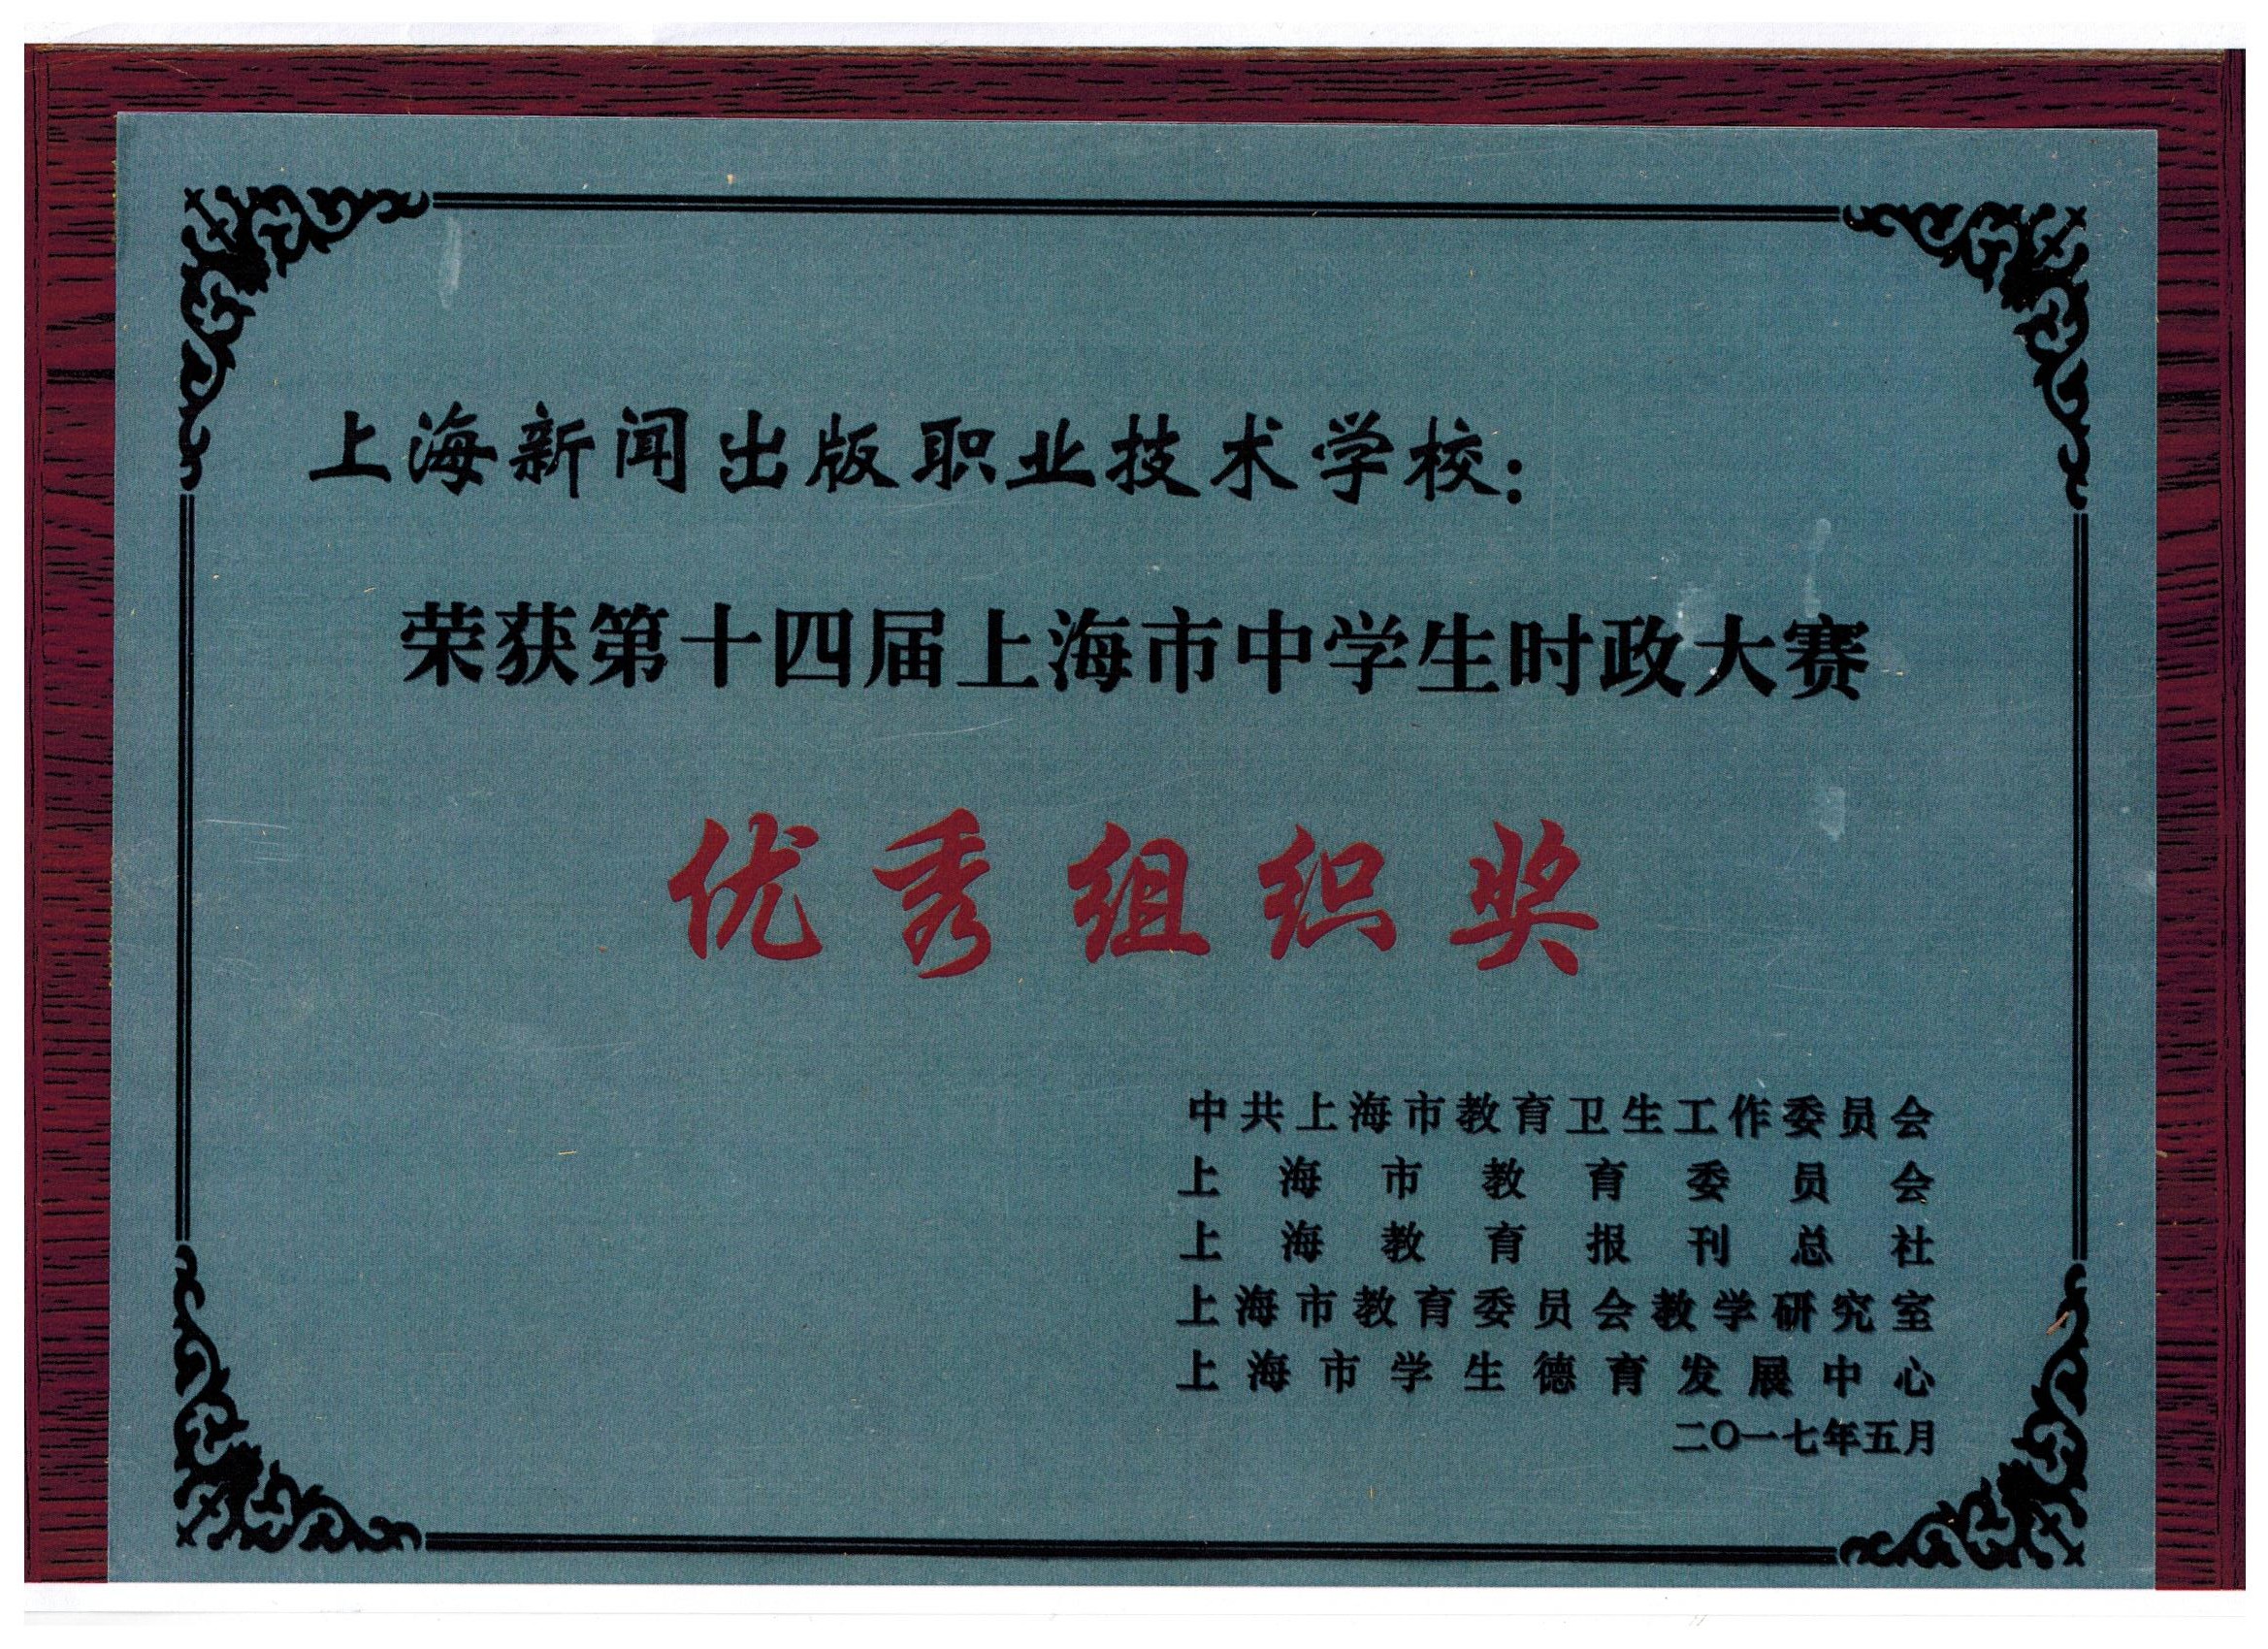 上海新闻出版职业技术学校：
荣获第十四届上海市中学生时政大赛
优秀组织奖
中共上海市教育卫生工作委员会
上海市教育委员会
上海教育报刊总社
上海市教育委员会教学研究室
上海市学生德育发展中心
二〇一七年五月